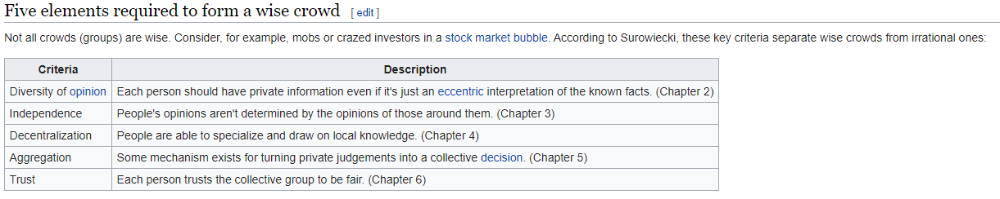 Five elements required to form a wise crowd [ edit ]
Not all crowds (groups) are wise. Consider, for example, mobs or crazed investors in a stock market bubble. According to Surowiecki, these key criteria separate wise crowds from irrational ones:
Criteria Description
Diversity of opinion Each person should have private information even if it's just an eccentric interpretation of the known facts. (Chapter 2)
Independence People's opinions aren't determined by the opinions of those around them. (Chapter 3)
Decentralization People are able to specialize and draw on local knowledge. (Chapter 4)
Aggregation Some mechanism exists for turning private judgements into a collective decision. (Chapter 5)
Trust Each person trusts the collective group to be fair. (Chapter 6)